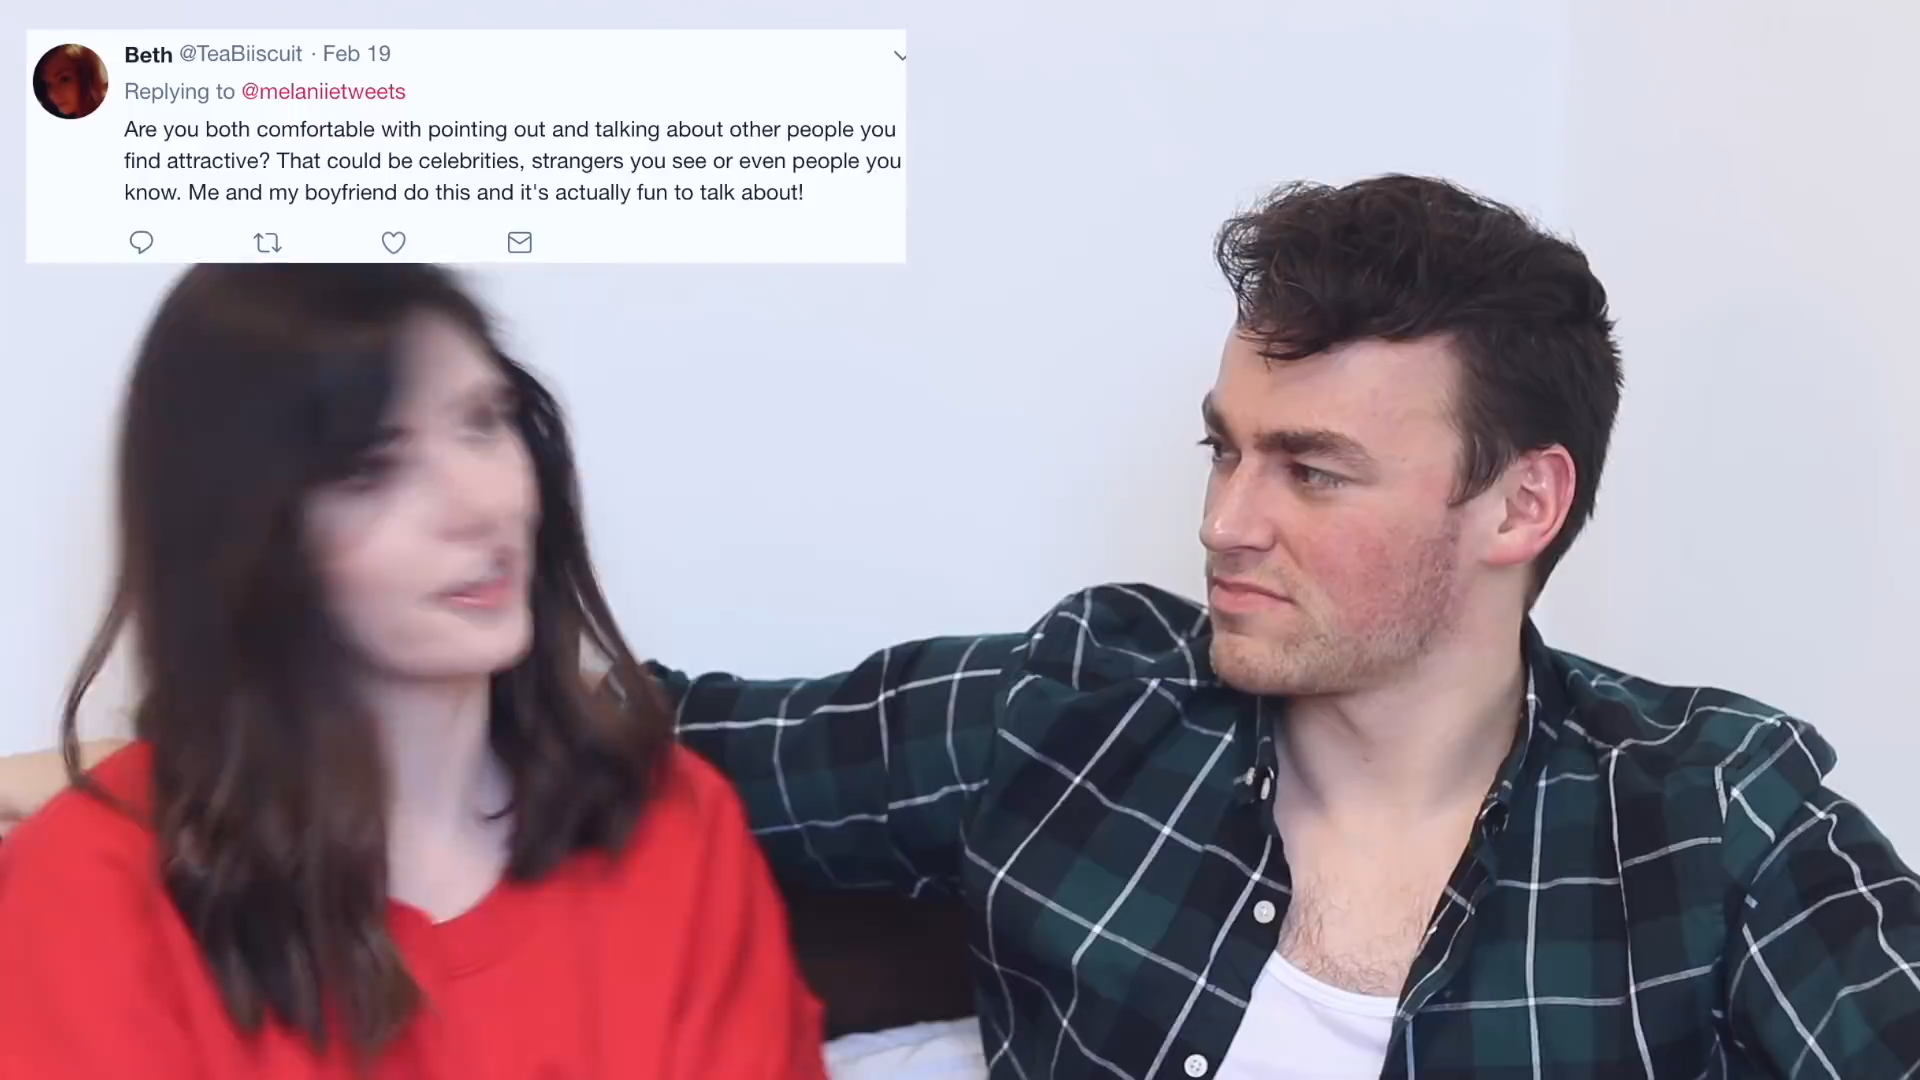 Beth @TeaBiiscuit · Feb 19
Replying to @melaniietweets
Are you both comfortable with pointing out and talking about other people you
find attractive? That could be celebrities, strangers you see or even people you
know. Me and my boyfriend do this and it's actually fun to talk about!